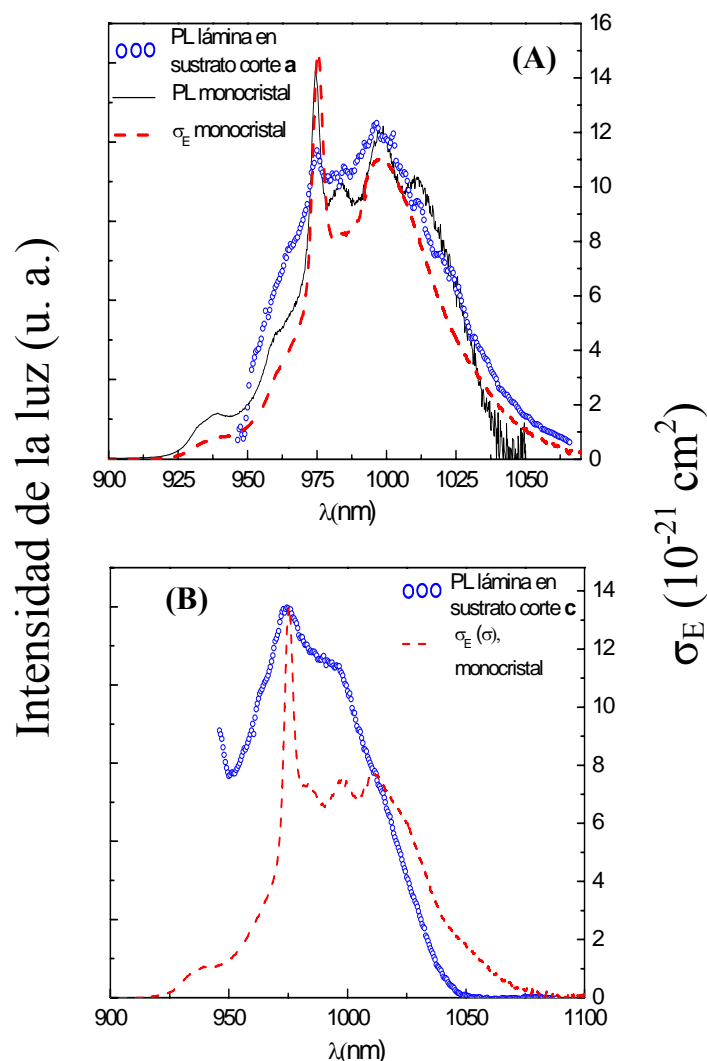 Intensidad de la luz (u. a.)
(A)
PL lámina en
sustrato corte a
PL monocristal
σE monocristal
16
14
12
10
8
6
4
2
0
900 925 950 975 1000 1025 1050
λ(nm)
σE (10-21 cm2)
(B)
PL lámina en
sustrato corte c
σE (σ),
monocristal
14
12
10
8
6
4
2
0
900 950 1000 1050 1100
λ(nm)